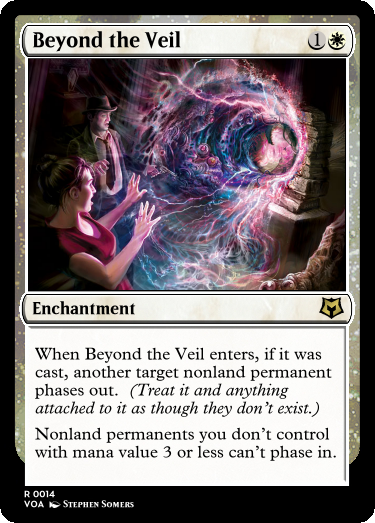 Beyond the Veil 1
Enchantment
When Beyond the Veil enters, if it was
cast, another target nonland permanent
phases out. (Treat it and anything
attached to it as though they don't exist.)
Nonland permanents you don't control
with mana value 3 or less can't phase in.
R 0014
VOA Stephen Somers